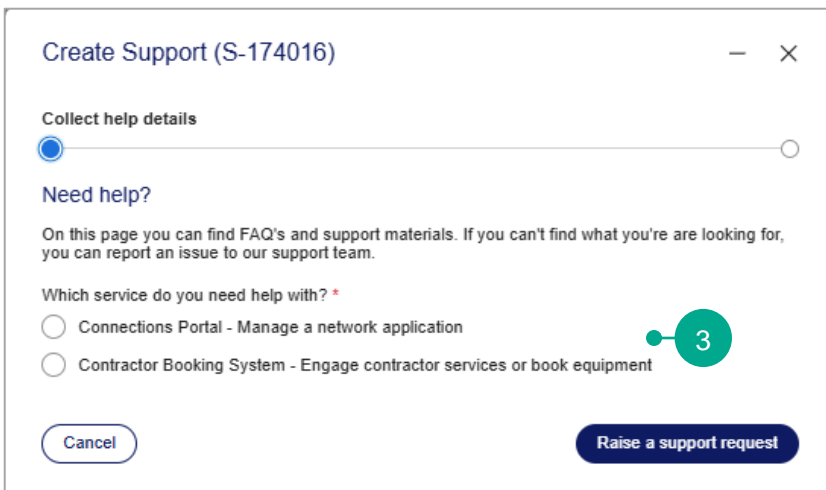 Create Support (S-174016)
Collect help details
Need help?
On this page you can find FAQ's and support materials. If you can't find what you're are looking for,
you can report an issue to our support team.
Which service do you need help with? *
Connections Portal - Manage a network application
3
Contractor Booking System - Engage contractor services or book equipment
Cancel
Raise a support request